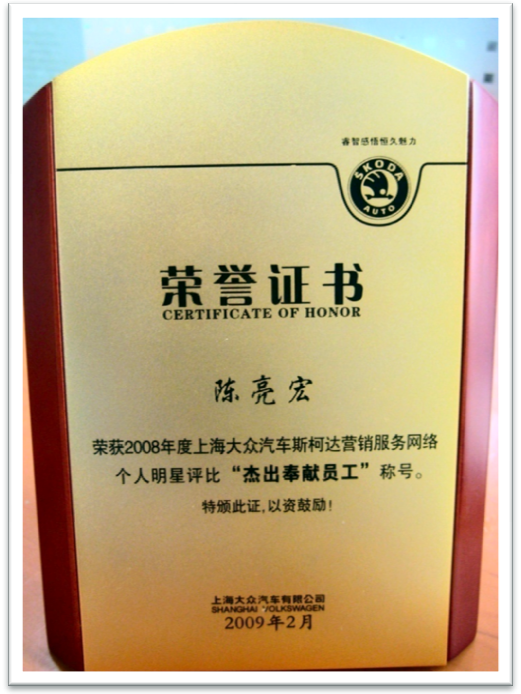 睿智感悟恒久魅力
ŠKODA
AUTO
荣誉证书
CERTIFICATE OF HONOR
陈亮宏
荣获2008年度上海大众汽车斯柯达营销服务网络
个人明星评比“杰出奉献员工”称号。
特颁此证,以资鼓励!
上海大众汽车有限公司
SHANGHAI VOLKSWAGEN
2009年2月